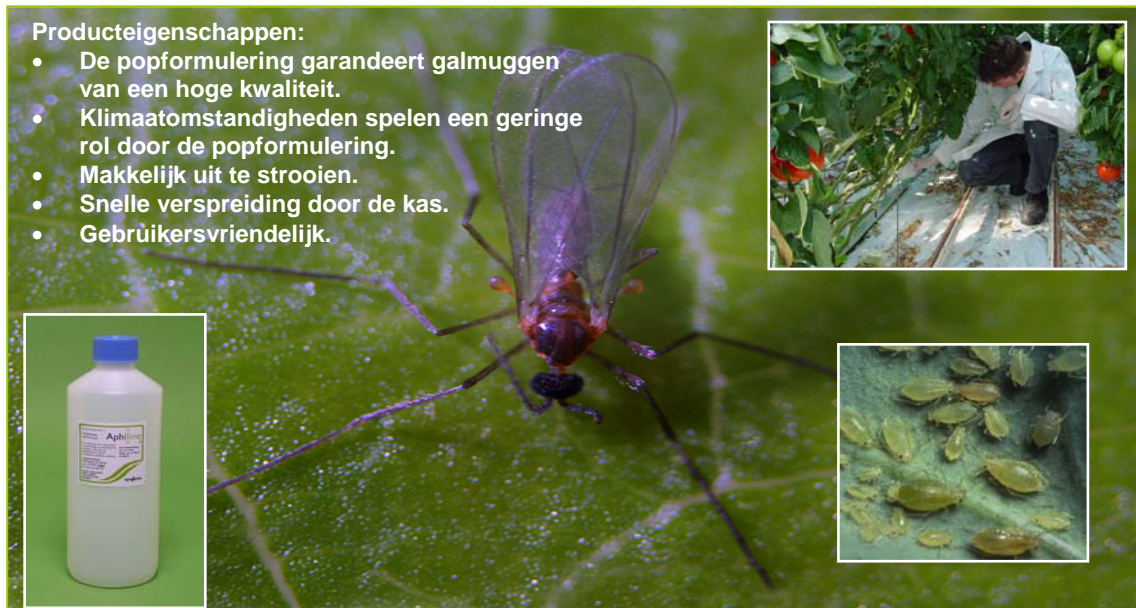 Producteigenschappen:
• De popformulering garandeert galmuggen
van een hoge kwaliteit.
• Klimaatomstandigheden spelen een geringe
rol door de popformulering.
• Makkelijk uit te strooien.
• Snelle verspreiding door de kas.
• Gebruikersvriendelijk.
Aphiline
syngenta